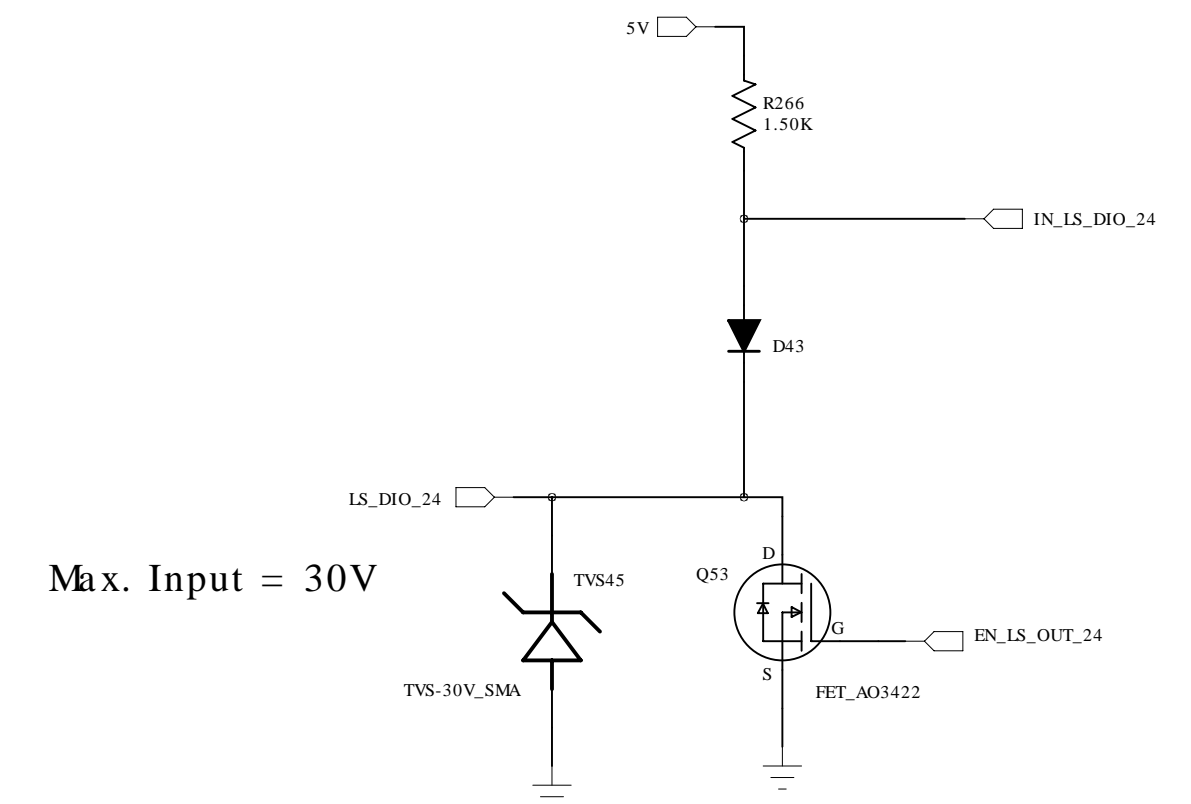 5V
R266
1.50K
IN_LS_DIO_24
D43
LS_DIO_24
Max. Input = 30V
TVS45
TVS-30V_SMA
Q53
D
G
S
EN_LS_OUT_24
FET_AO3422